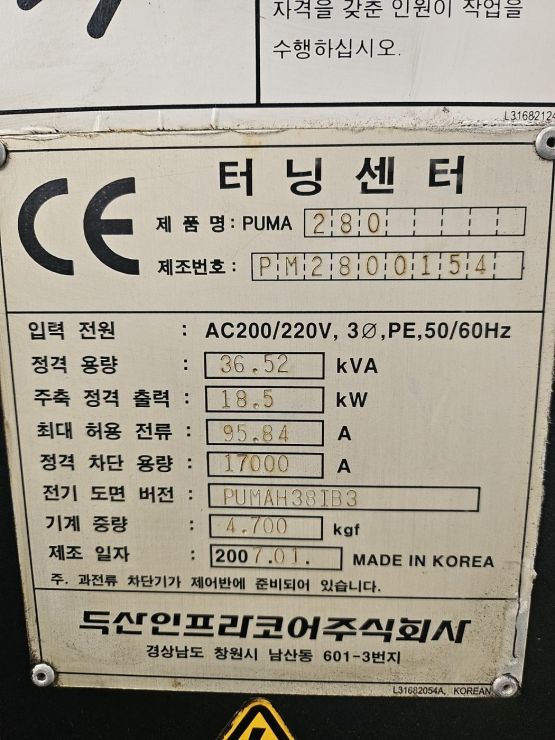 자격을 갖춘 인원이 작업을
수행하십시오.
L3168212
CE
터닝센터
제 품 명: PUMA 280
제조번호: PM2800154
입력 전원 : AC200/220V, 3Ø,PE,50/60Hz
정격 용량 : 36.52 kVA
주축 정격 출력 : 18.5 kW
최대 허용 전류 : 95.84 A
정격 차단 용량 : 17000 A
전기 도면 버전 : PUMAH38IB3
기계 중량 : 4.700 kgf
제조 일자 : 2007.01. MADE IN KOREA
주. 과전류 차단기가 제어반에 준비되어 있습니다.
두산인프라코어주식회사
경상남도 창원시 남산동 601-3번지
L31682054A, KOREAN